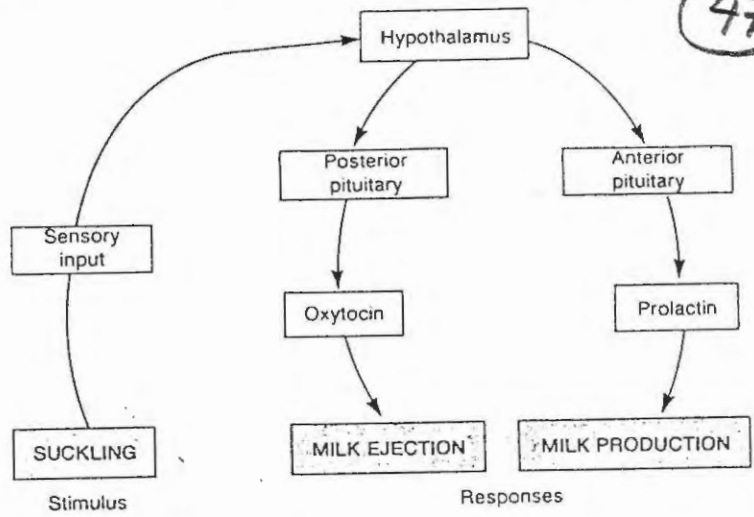 Hypothalamus
Posterior
pituitary
Anterior
pituitary
Sensory
input
Oxytocin
Prolactin
SUCKLING
MILK EJECTION
MILK PRODUCTION
Stimulus
Responses